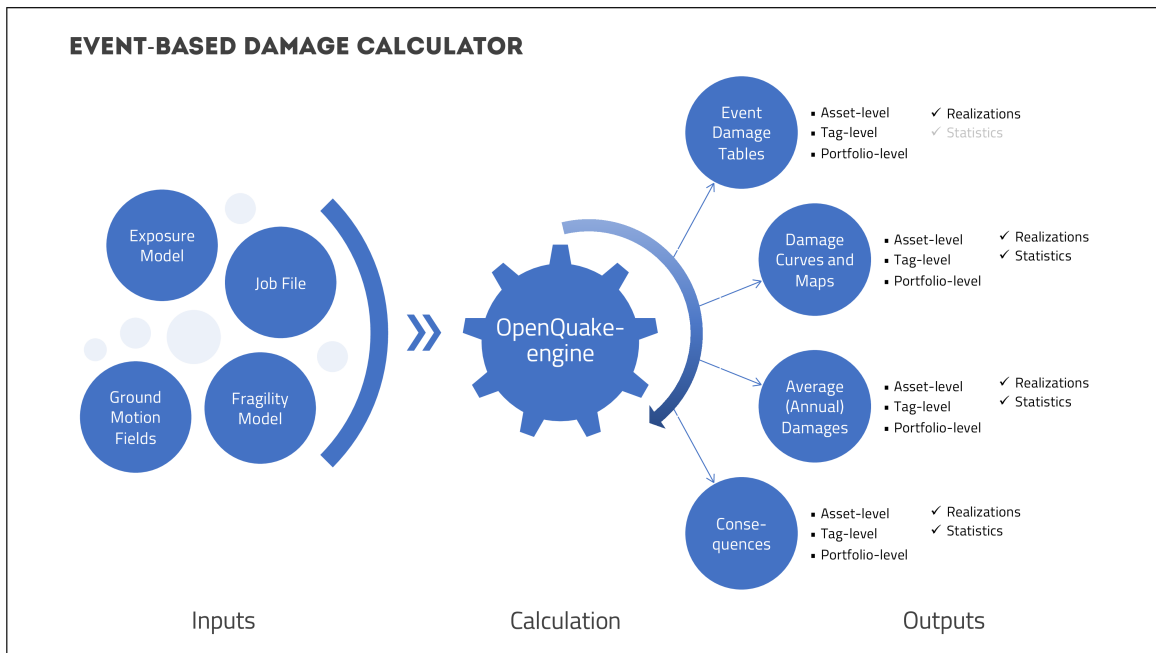 EVENT-BASED DAMAGE CALCULATOR
Exposure
Model
Job File
Ground
Motion
Fields
Fragility
Model
OpenQuake-
engine
Event
Damage
Tables
▪ Asset-level
▪ Tag-level
▪ Portfolio-level
✓ Realizations
✓ Statistics
Damage
Curves and
Maps
▪ Asset-level
▪ Tag-level
▪ Portfolio-level
✓ Realizations
✓ Statistics
Average
(Annual)
Damages
▪ Asset-level
▪ Tag-level
▪ Portfolio-level
✓ Realizations
✓ Statistics
Conse-
quences
▪ Asset-level
▪ Tag-level
▪ Portfolio-level
✓ Realizations
✓ Statistics
Inputs
Calculation
Outputs